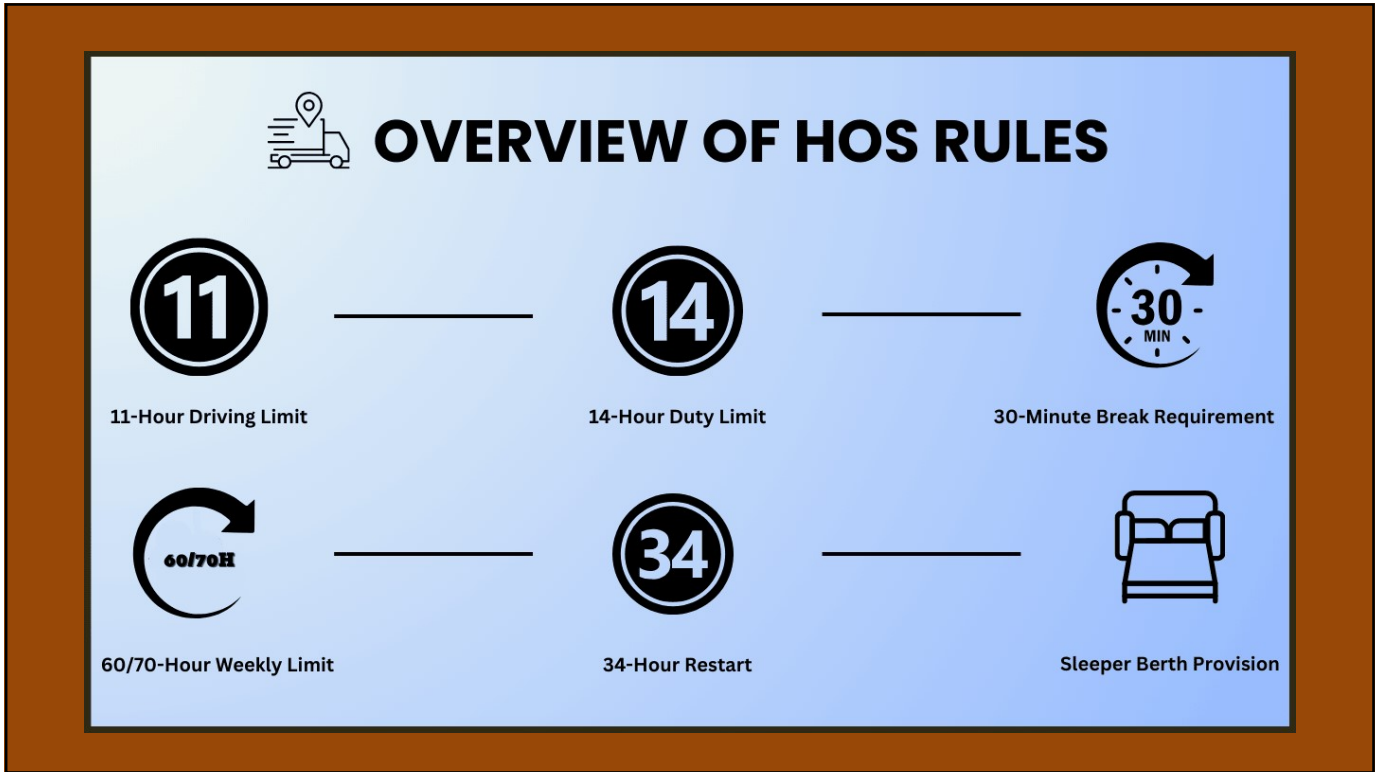 OVERVIEW OF HOS RULES
11
14
30
MIN
11-Hour Driving Limit
14-Hour Duty Limit
30-Minute Break Requirement
60/70H
34
60/70-Hour Weekly Limit
34-Hour Restart
Sleeper Berth Provision